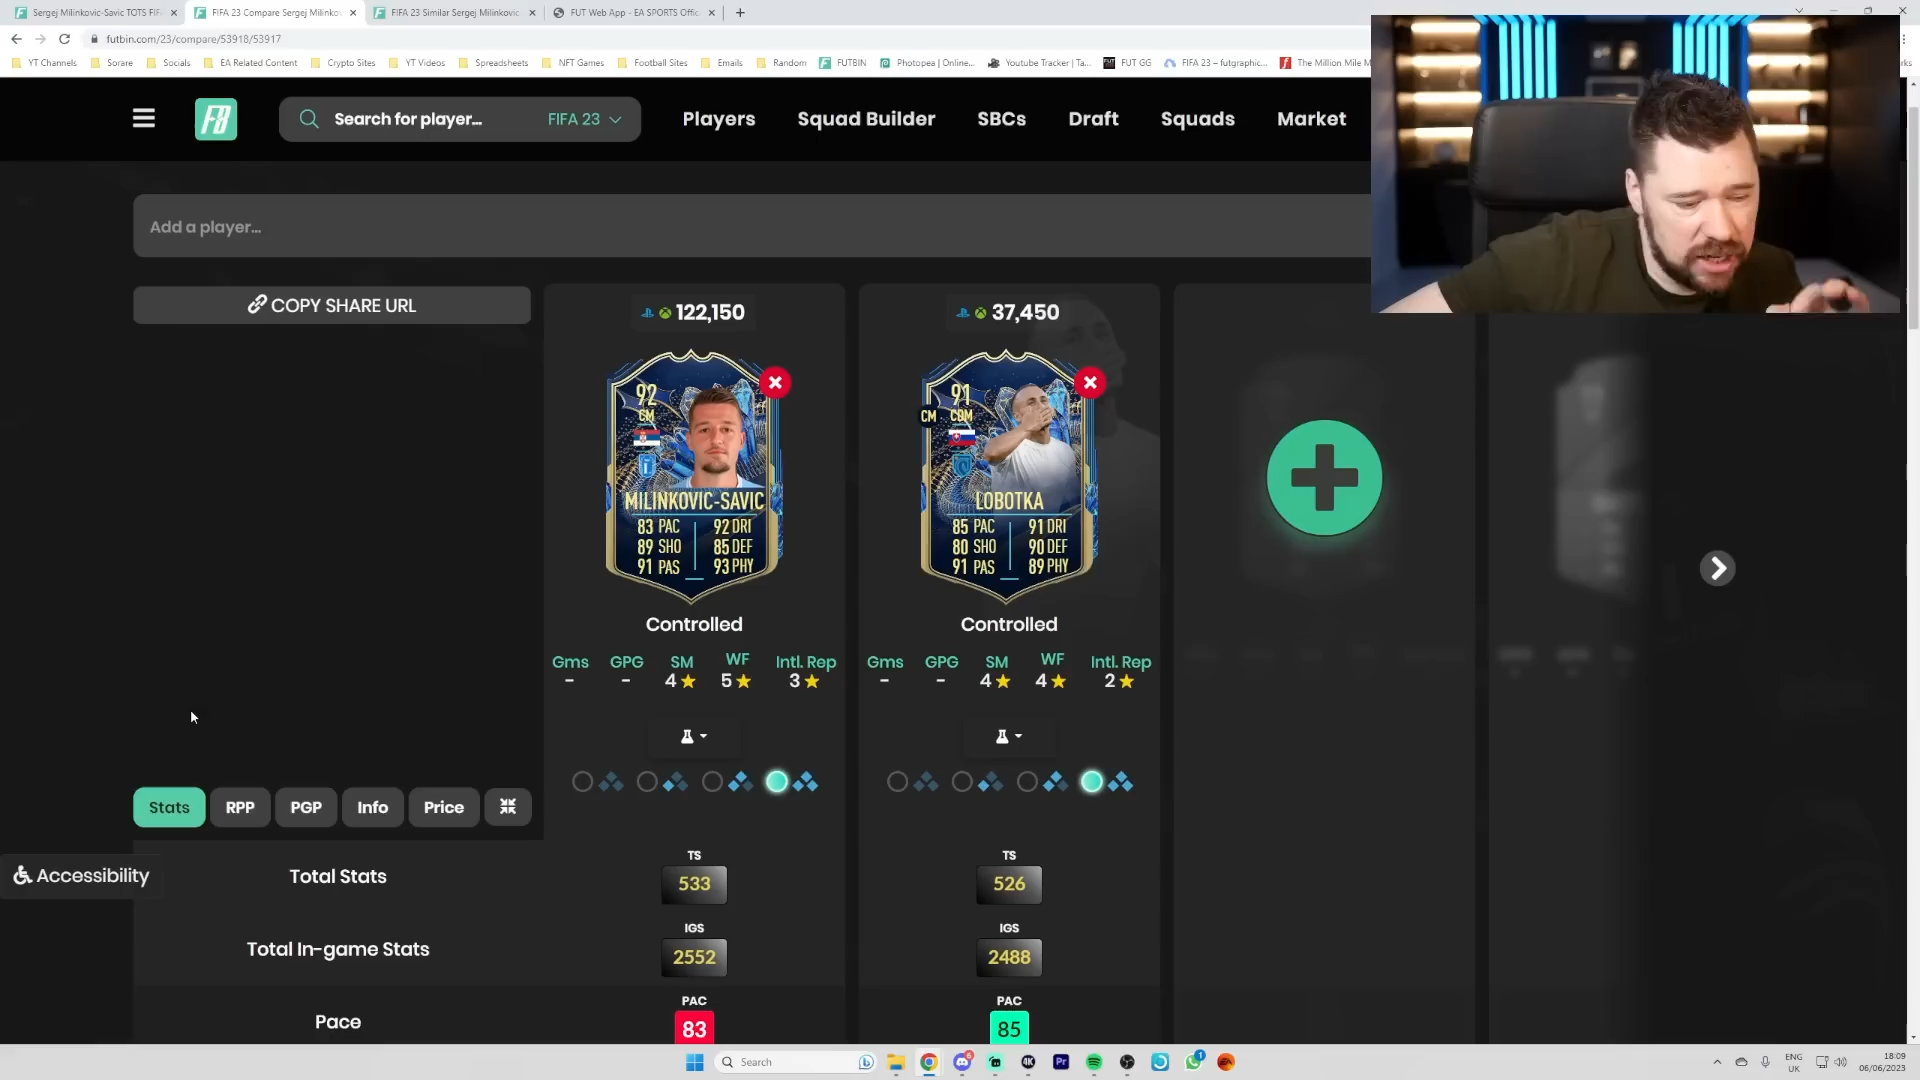 Sergej Milinkovic-Savic TOTS FIF
FIFA 23 Compare Sergej Milinkov
FIFA 23 Similar Sergej Milinkovic
FUT Web App - EA SPORTS Offic
futbin.com/23/compare/53918/53917
YT Channels
Sorare
Socials
EA Related Content
Crypto Sites
YT Videos
Spreadsheets
NFT Games
Football Sites
Emails
Random
FUTBIN
Photopea | Online...
Youtube Tracker | Ta...
FUT GG
FIFA 23 – futgraphic...
The Million Mile M
Search for player...
FIFA 23
Players
Squad Builder
SBCs
Draft
Squads
Market
Add a player...
COPY SHARE URL
122,150
37,450
92
CM
MILINKOVIC-SAVIC
83 PAC
92 DRI
89 SHO
85 DEF
91 PAS
93 PHY
CM
91
CDM
LOBOTKA
85 PAC
91 DRI
80 SHO
90 DEF
91 PAS
89 PHY
Controlled
Controlled
Gms GPG SM WF Intl. Rep
- - 4★ 5★ 3★
Gms GPG SM WF Intl. Rep
- - 4★ 4★ 2★
Stats
RPP
PGP
Info
Price
Accessibility
Total Stats
TS
533
TS
526
Total In-game Stats
IGS
2552
IGS
2488
Pace
PAC
83
PAC
85
Search
4K
Pr
6
1
ENG
UK
18:09
06/06/2023